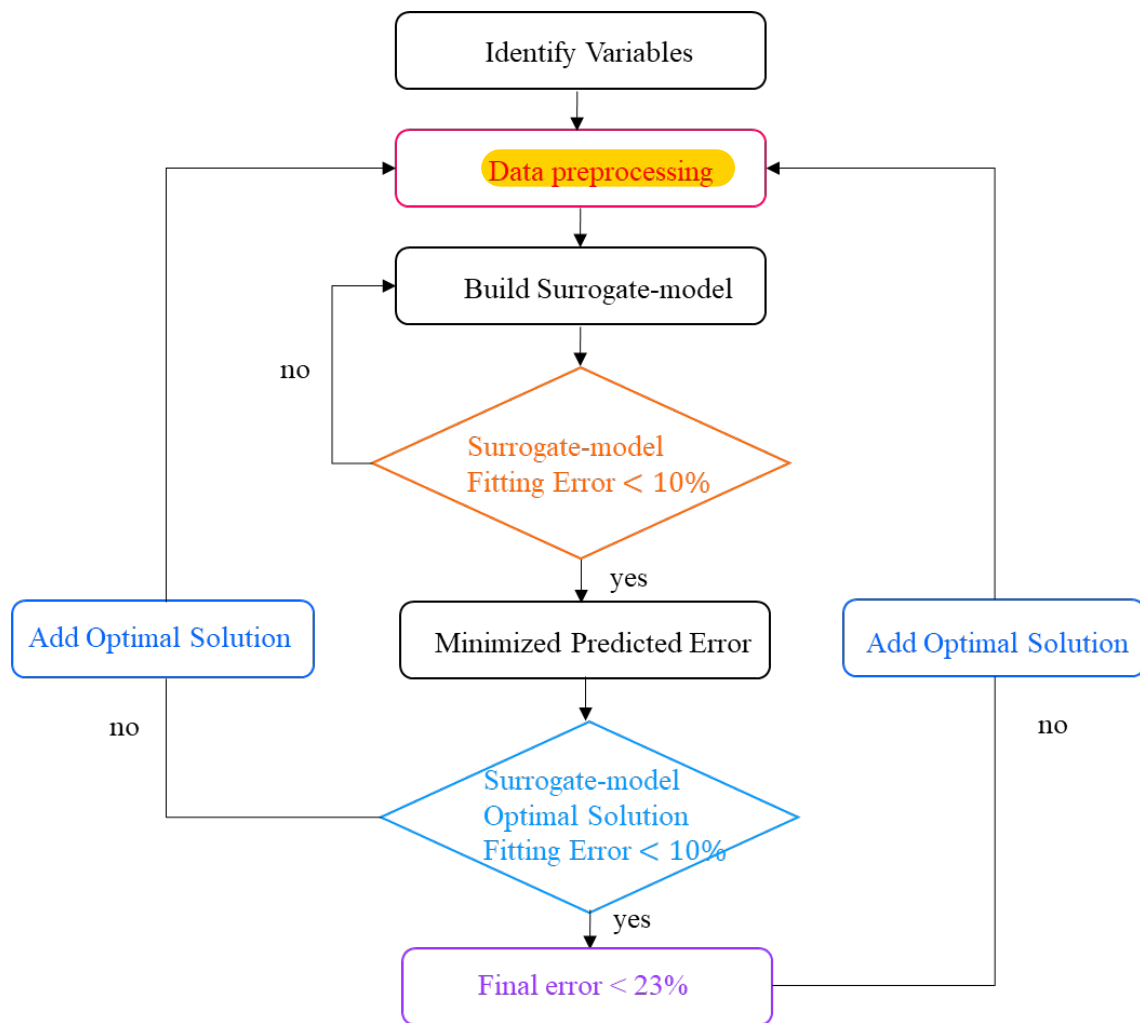 Identify Variables
Data preprocessing
Build Surrogate-model
no
Surrogate-model
Fitting Error < 10%
yes
Add Optimal Solution
Minimized Predicted Error
Add Optimal Solution
no
no
Surrogate-model
Optimal Solution
Fitting Error < 10%
yes
Final error < 23%